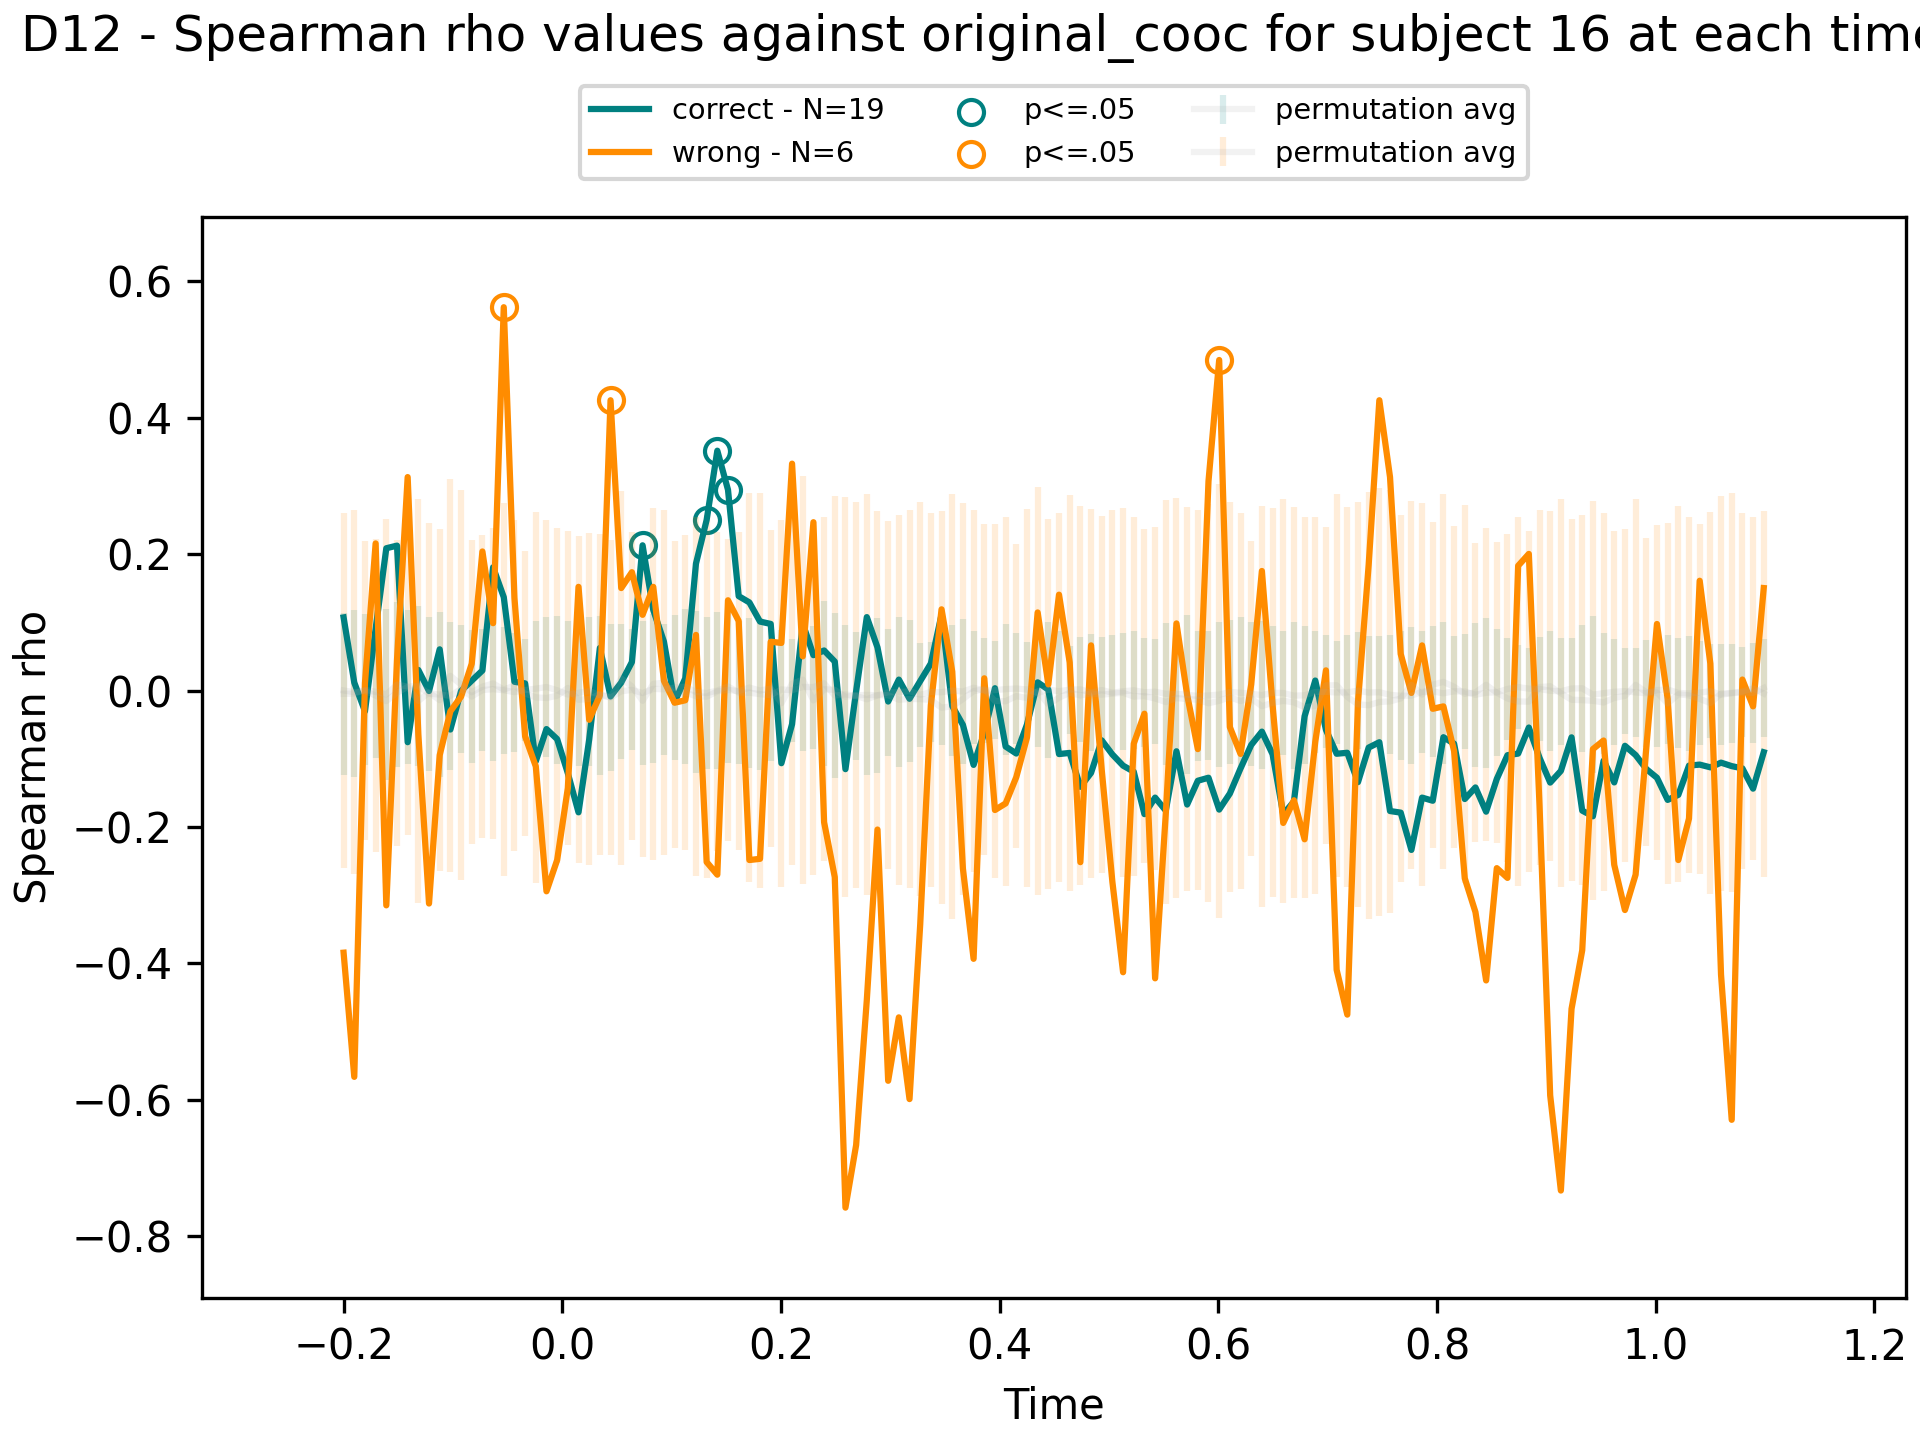 D12 - Spearman rho values against original_cooc for subject 16 at each
correct - N=19 p<=.05 permutation avg
wrong - N=6 p<=.05 permutation avg
0.6
0.4
0.2
0.0
−0.2
−0.4
−0.6
−0.8
Spearman rho
−0.2 0.0 0.2 0.4 0.6 0.8 1.0 1.2
Time